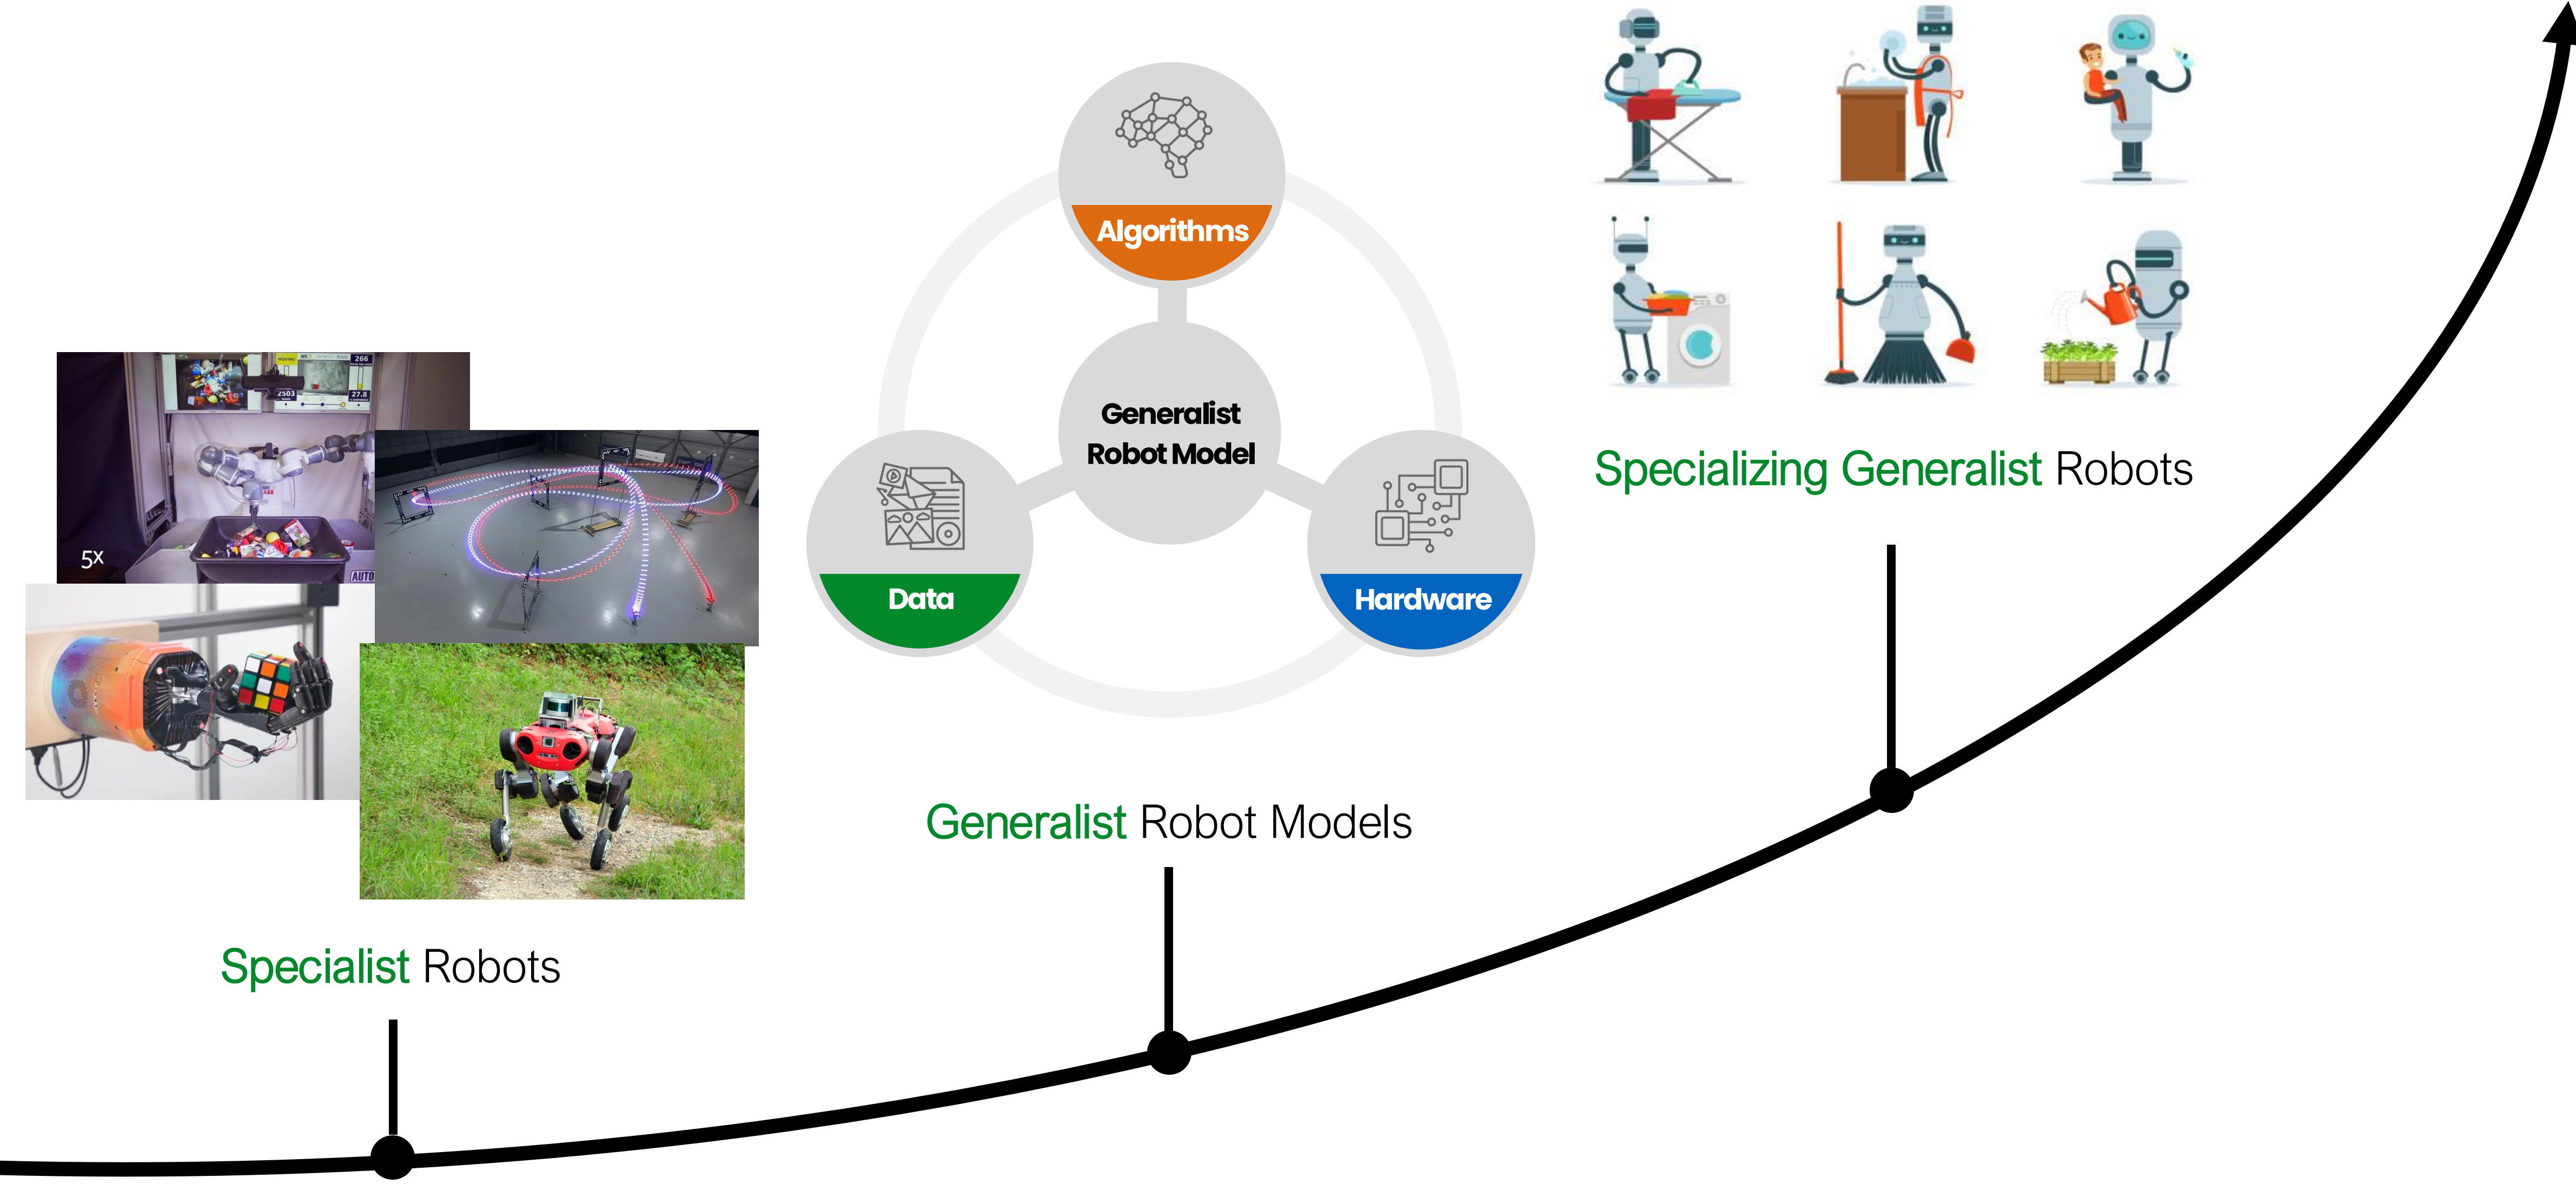 Algorithms
Generalist
Robot Model
Data
Hardware
MOVING
266
2503
27.8
5X
AUTO
Specializing Generalist Robots
Generalist Robot Models
Specialist Robots